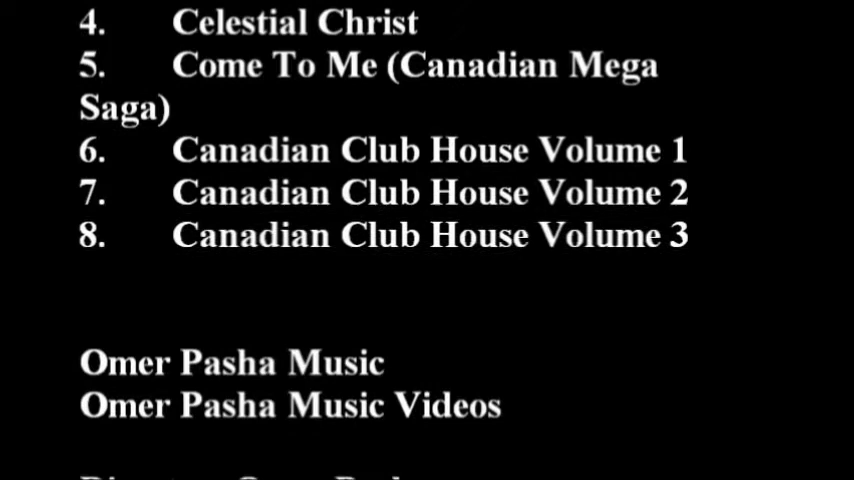 4. Celestial Christ
5. Come To Me (Canadian Mega
Saga)
6. Canadian Club House Volume 1
7. Canadian Club House Volume 2
8. Canadian Club House Volume 3
Omer Pasha Music
Omer Pasha Music Videos